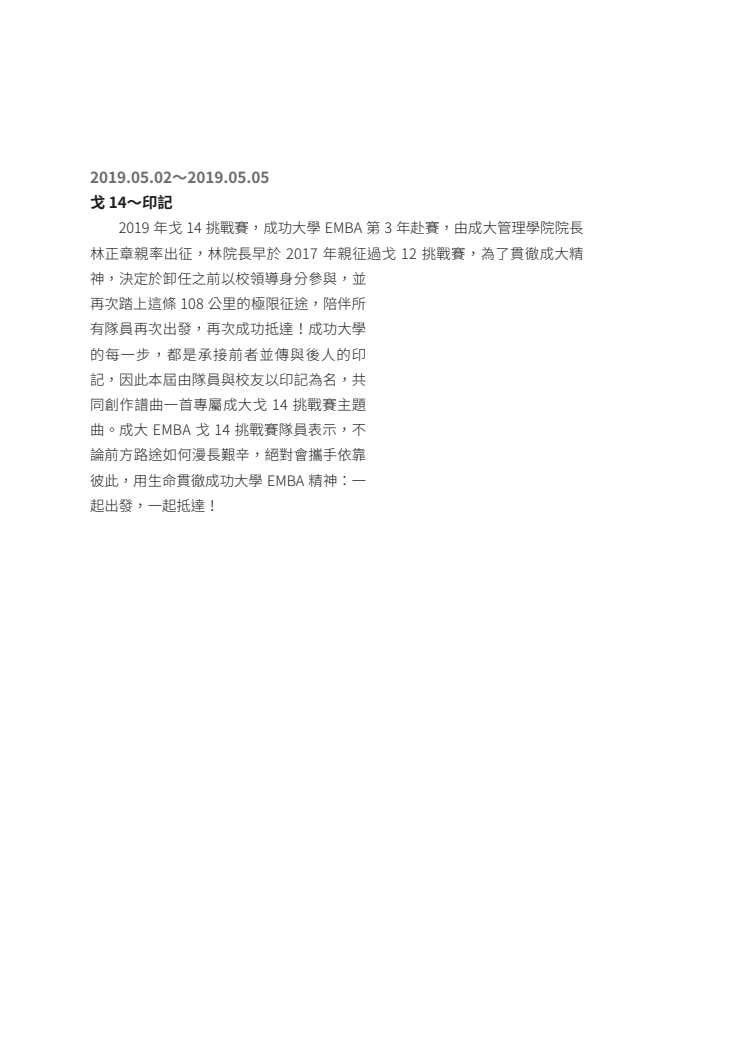 2019.05.02～2019.05.05
戈 14～印記
2019 年戈 14 挑戰賽，成功大學 EMBA 第 3 年赴賽，由成大管理學院院長
林正章親率出征，林院長早於 2017 年親征過戈 12 挑戰賽，為了貫徹成大精
神，決定於卸任之前以校領導身分參與，並
再次踏上這條 108 公里的極限征途，陪伴所
有隊員再次出發，再次成功抵達！成功大學
的每一步，都是承接前者並傳與後人的印
記，因此本屆由隊員與校友以印記為名，共
同創作譜曲一首專屬成大戈 14 挑戰賽主題
曲。成大 EMBA 戈 14 挑戰賽隊員表示，不
論前方路途如何漫長艱辛，絕對會攜手依靠
彼此，用生命貫徹成功大學 EMBA 精神：一
起出發，一起抵達！